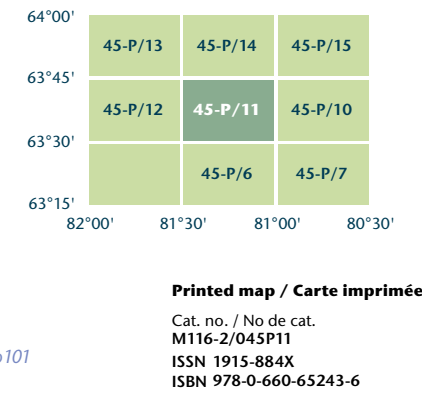 64°00'
45-P/13 45-P/14 45-P/15
63°45'
45-P/12 45-P/11 45-P/10
63°30'
45-P/6 45-P/7
63°15'
82°00' 81°30' 81°00' 80°30'
Printed map / Carte imprimée
Cat. no. / No de cat.
M116-2/045P11
ISSN 1915-884X
ISBN 978-0-660-65243-6